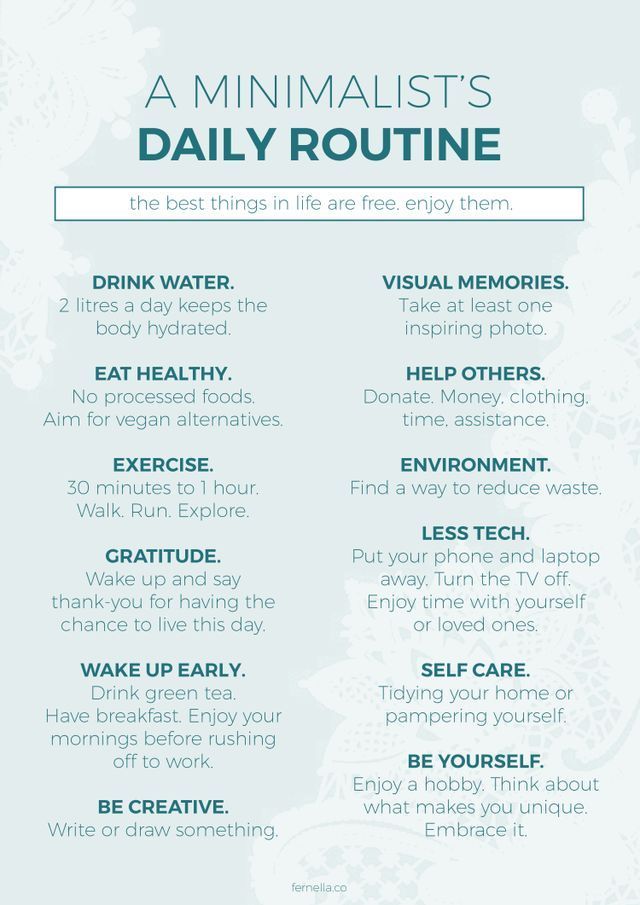 A MINIMALIST'S
DAILY ROUTINE
the best things in life are free. enjoy them.
DRINK WATER.
2 litres a day keeps the
body hydrated.
EAT HEALTHY.
No processed foods.
Aim for vegan alternatives.
EXERCISE.
30 minutes to 1 hour.
Walk. Run. Explore.
GRATITUDE.
Wake up and say
thank-you for having the
chance to live this day.
WAKE UP EARLY.
Drink green tea.
Have breakfast. Enjoy your
mornings before rushing
off to work.
BE CREATIVE.
Write or draw something.
VISUAL MEMORIES.
Take at least one
inspiring photo.
HELP OTHERS.
Donate. Money, clothing,
time, assistance.
ENVIRONMENT.
Find a way to reduce waste.
LESS TECH.
Put your phone and laptop
away. Turn the TV off.
Enjoy time with yourself
or loved ones.
SELF CARE.
Tidying your home or
pampering yourself.
BE YOURSELF.
Enjoy a hobby. Think about
what makes you unique.
Embrace it.
fernella.co